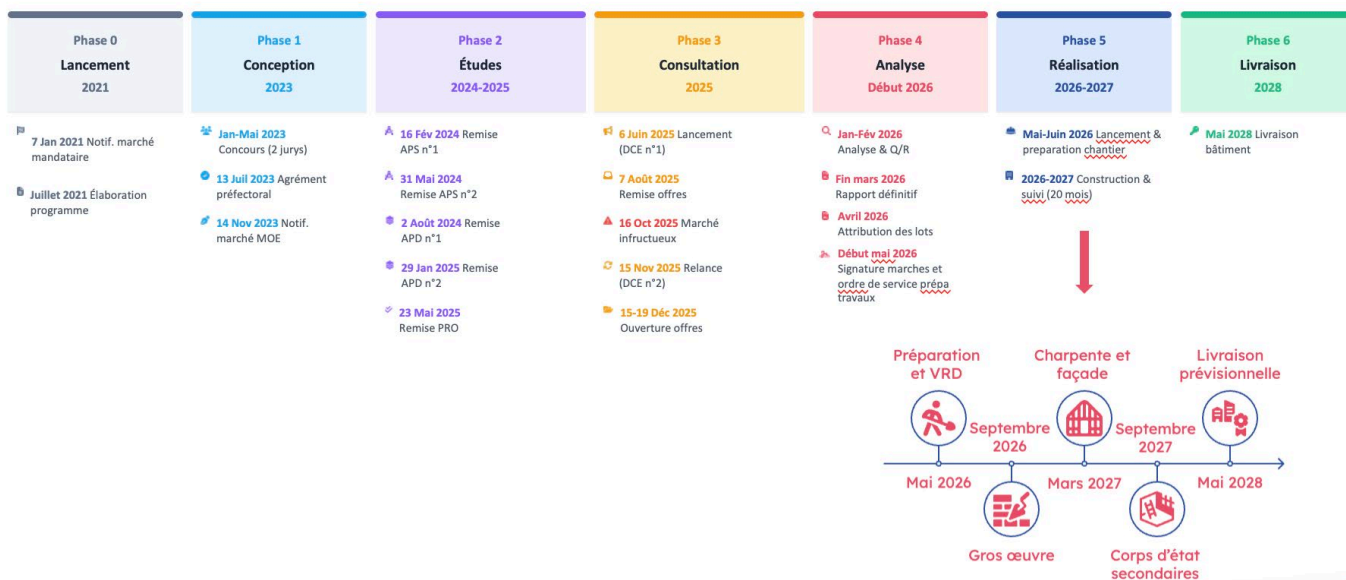 Phase 0
Lancement
2021
7 Jan 2021 Notif. marché
mandataire
Juillet 2021 Élaboration
programme
Phase 1
Conception
2023
Jan-Mai 2023
Concours (2 jurys)
13 Juil 2023 Agrément
préfectoral
14 Nov 2023 Notif.
marché MOE
Phase 2
Études
2024-2025
16 Fév 2024 Remise
APS n°1
31 Mai 2024
Remise APS n°2
2 Août 2024 Remise
APD n°1
29 Jan 2025 Remise
APD n°2
23 Mai 2025
Remise PRO
Phase 3
Consultation
2025
6 Juin 2025 Lancement
(DCE n°1)
7 Août 2025
Remise offres
16 Oct 2025 Marché
infructueux
15 Nov 2025 Relance
(DCE n°2)
15-19 Déc 2025
Ouverture offres
Phase 4
Analyse
Début 2026
Jan-Fév 2026
Analyse & Q/R
Fin mars 2026
Rapport définitif
Avril 2026
Attribution des lots
Début mai 2026
Signature marches et
ordre de service prépa
travaux
Phase 5
Réalisation
2026-2027
Mai-Juin 2026 Lancement &
preparation chantier
2026-2027 Construction &
suivi (20 mois)
Phase 6
Livraison
2028
Mai 2028 Livraison
bâtiment
Préparation
et VRD
Mai 2026
Septembre
2026
Gros œuvre
Charpente et
façade
Mars 2027
Septembre
2027
Corps d'état
secondaires
Livraison
prévisionnelle
Mai 2028